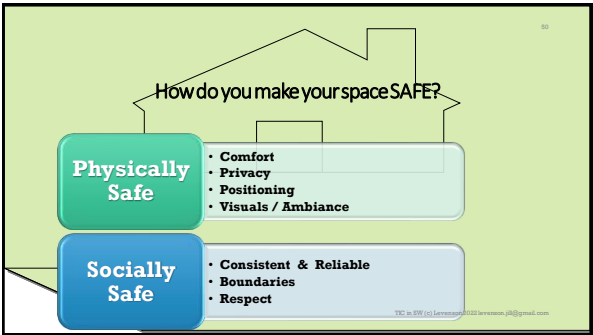 50
How do you make your space SAFE?
Physically
Safe
• Comfort
• Privacy
• Positioning
• Visuals / Ambiance
Socially
Safe
• Consistent & Reliable
• Boundaries
• Respect
TIC in SW (c) Levenson 2022 levenson.jill@gmail.com